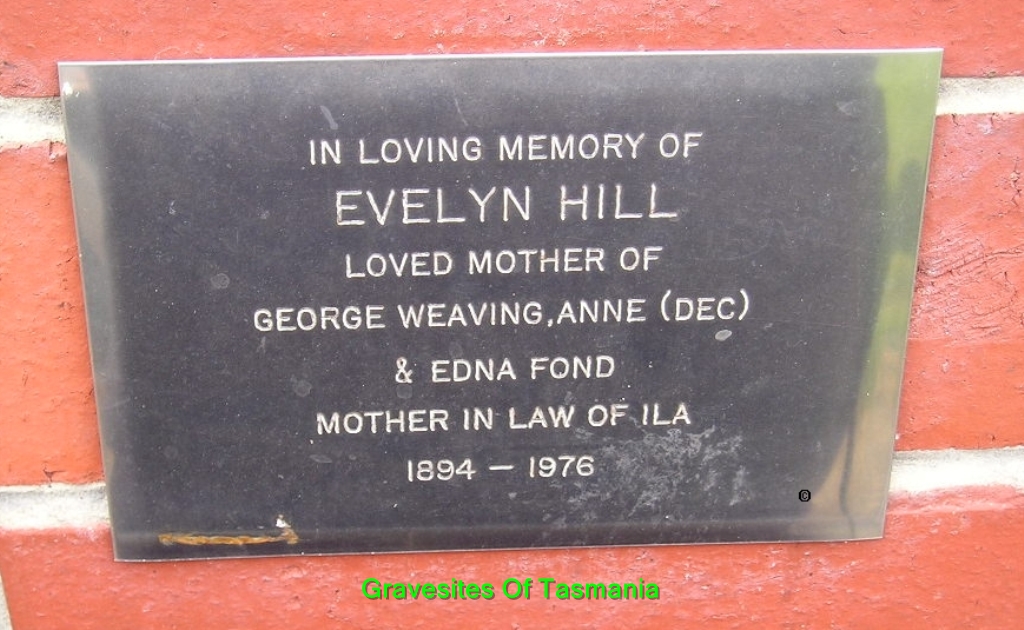 IN LOVING MEMORY OF
EVELYN HILL
LOVED MOTHER OF
GEORGE WEAVING, ANNE (DEC)
& EDNA FOND
MOTHER IN LAW OF ILA
1894 — 1976
©
Gravesites Of Tasmania